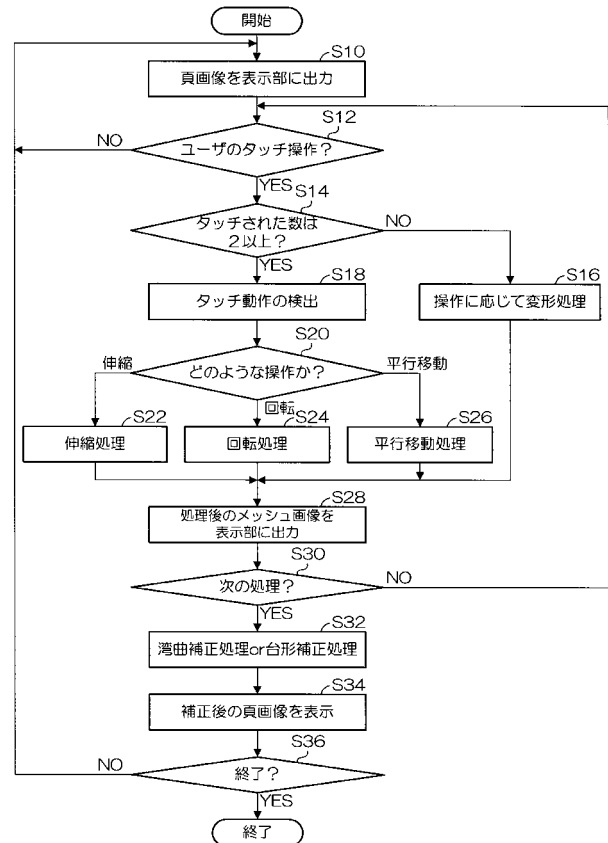 開始
S10
頁画像を表示部に出力
S12
NO
ユーザのタッチ操作?
YES
S14
タッチされた数は
2以上?
NO
YES
S18
タッチ動作の検出
S16
操作に応じて変形処理
S20
伸縮
どのような操作か?
平行移動
回転
S22
伸縮処理
S24
回転処理
S26
平行移動処理
S28
処理後のメッシュ画像を
表示部に出力
S30
次の処理?
NO
YES
S32
湾曲補正処理or台形補正処理
S34
補正後の頁画像を表示
S36
NO
終了?
YES
終了